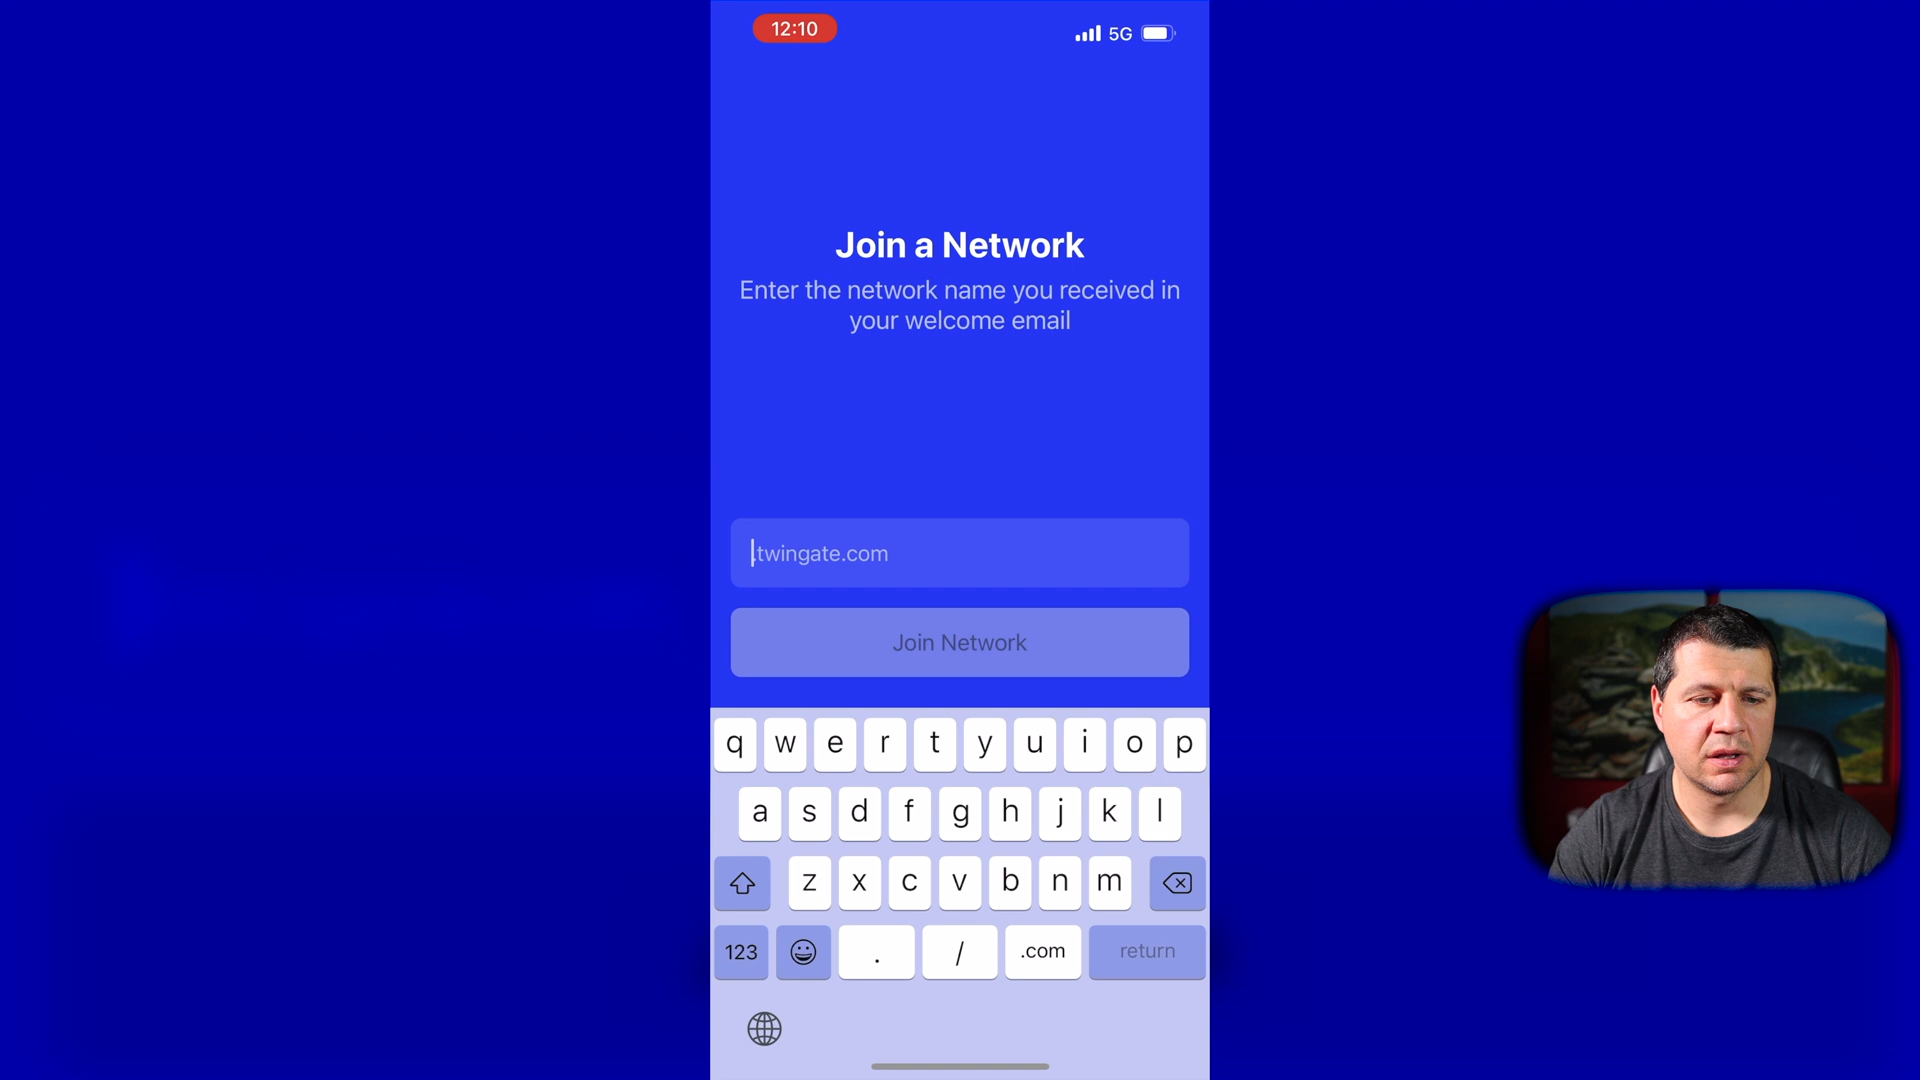 12:10
5G
Join a Network
Enter the network name you received in
your welcome email
.twingate.com
Join Network
q w e r t y u i o p
a s d f g h j k l
z x c v b n m
123 . / .com return